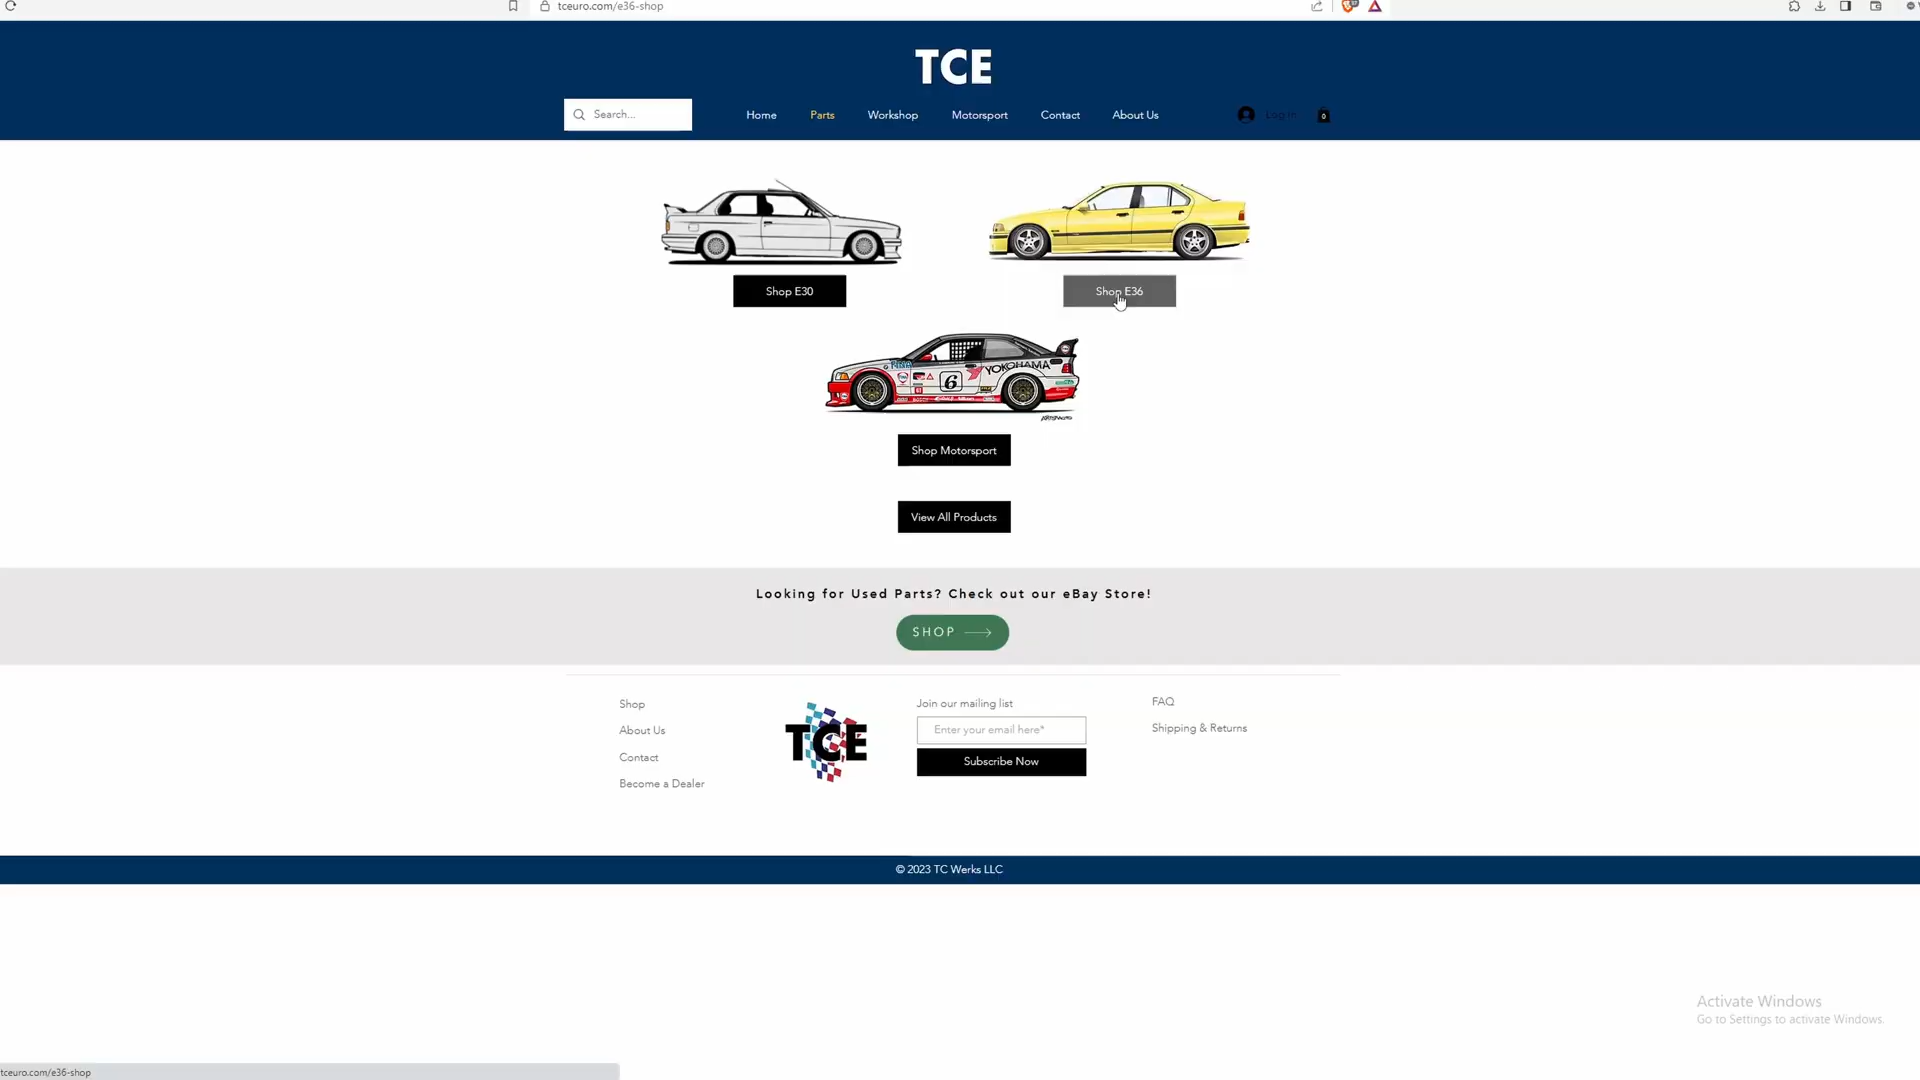 tceuro.com/e36-shop
TCE
Search...
Home
Parts
Workshop
Motorsport
Contact
About Us
Log In
0
Shop E30
Shop E36
YOKOHAMA
6
Shop Motorsport
View All Products
Looking for Used Parts? Check out our eBay Store!
SHOP
Shop
About Us
Contact
Become a Dealer
TCE
Join our mailing list
Enter your email here*
Subscribe Now
FAQ
Shipping & Returns
© 2023 TC Werks LLC
Activate Windows
Go to Settings to activate Windows.
tceuro.com/e36-shop